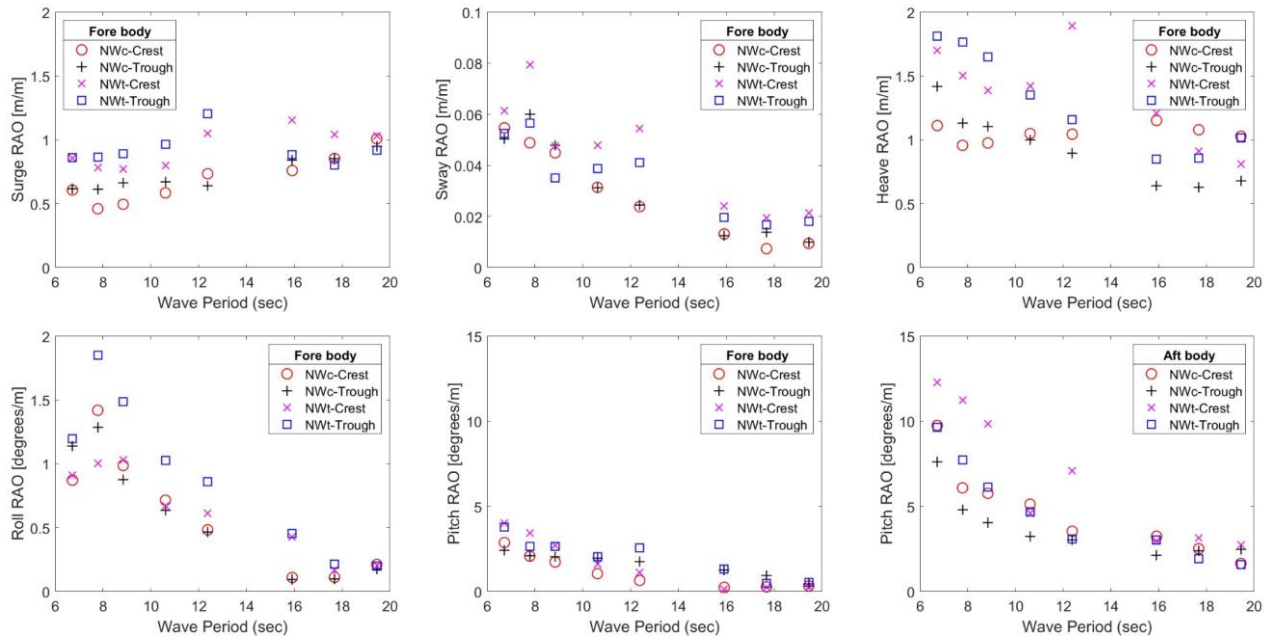 Surge RAO [m/m]
2
1.5
1
0.5
0
Fore body
NWc-Crest
NWc-Trough
NWt-Crest
NWt-Trough
6 8 10 12 14 16 18 20
Wave Period (sec)
Sway RAO [m/m]
0.1
0.08
0.06
0.04
0.02
0
Fore body
NWc-Crest
NWc-Trough
NWt-Crest
NWt-Trough
6 8 10 12 14 16 18 20
Wave Period (sec)
Heave RAO [m/m]
2
1.5
1
0.5
0
Fore body
NWc-Crest
NWc-Trough
NWt-Crest
NWt-Trough
6 8 10 12 14 16 18 20
Wave Period (sec)
Roll RAO [degrees/m]
2
1.5
1
0.5
0
Fore body
NWc-Crest
NWc-Trough
NWt-Crest
NWt-Trough
6 8 10 12 14 16 18 20
Wave Period (sec)
Pitch RAO [degrees/m]
15
10
5
0
Fore body
NWc-Crest
NWc-Trough
NWt-Crest
NWt-Trough
6 8 10 12 14 16 18 20
Wave Period (sec)
Pitch RAO [degrees/m]
15
10
5
0
Aft body
NWc-Crest
NWc-Trough
NWt-Crest
NWt-Trough
6 8 10 12 14 16 18 20
Wave Period (sec)